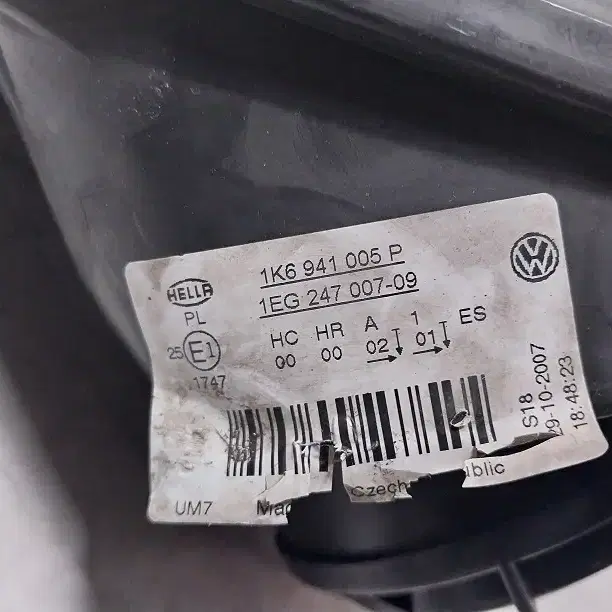 HELLA
PL
1K6 941 005 P
1EG 247 007-09
HC HR A 1 ES
00 00 02 01
25 E1
1747
S18
29-10-2007
18:48:23
UM7